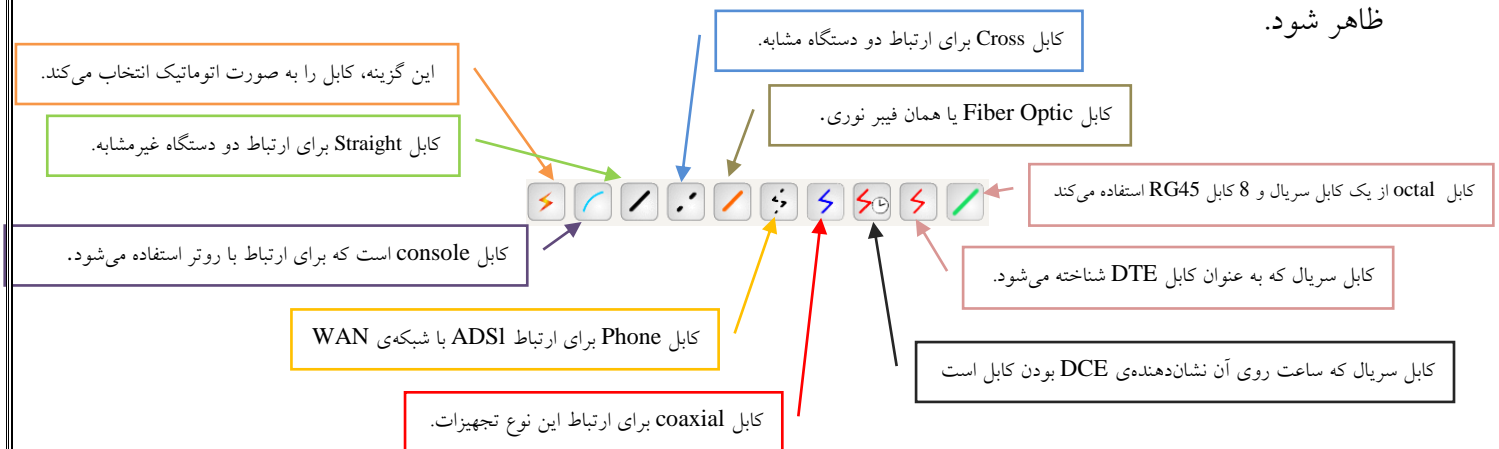 ظاهر شود.
کابل Cross برای ارتباط دو دستگاه مشابه.
این گزینه، کابل را به صورت اتوماتیک انتخاب می‌کند.
کابل Fiber Optic یا همان فیبر نوری.
کابل Straight برای ارتباط دو دستگاه غیرمشابه.
کابل octal از یک کابل سریال و 8 کابل RG45 استفاده می‌کند
کابل console است که برای ارتباط با روتر استفاده می‌شود.
کابل سریال که به عنوان کابل DTE شناخته می‌شود.
کابل Phone برای ارتباط ADSl با شبکه‌ی WAN
کابل سریال که ساعت روی آن نشان‌دهنده‌ی DCE بودن کابل است
کابل coaxial برای ارتباط این نوع تجهیزات.